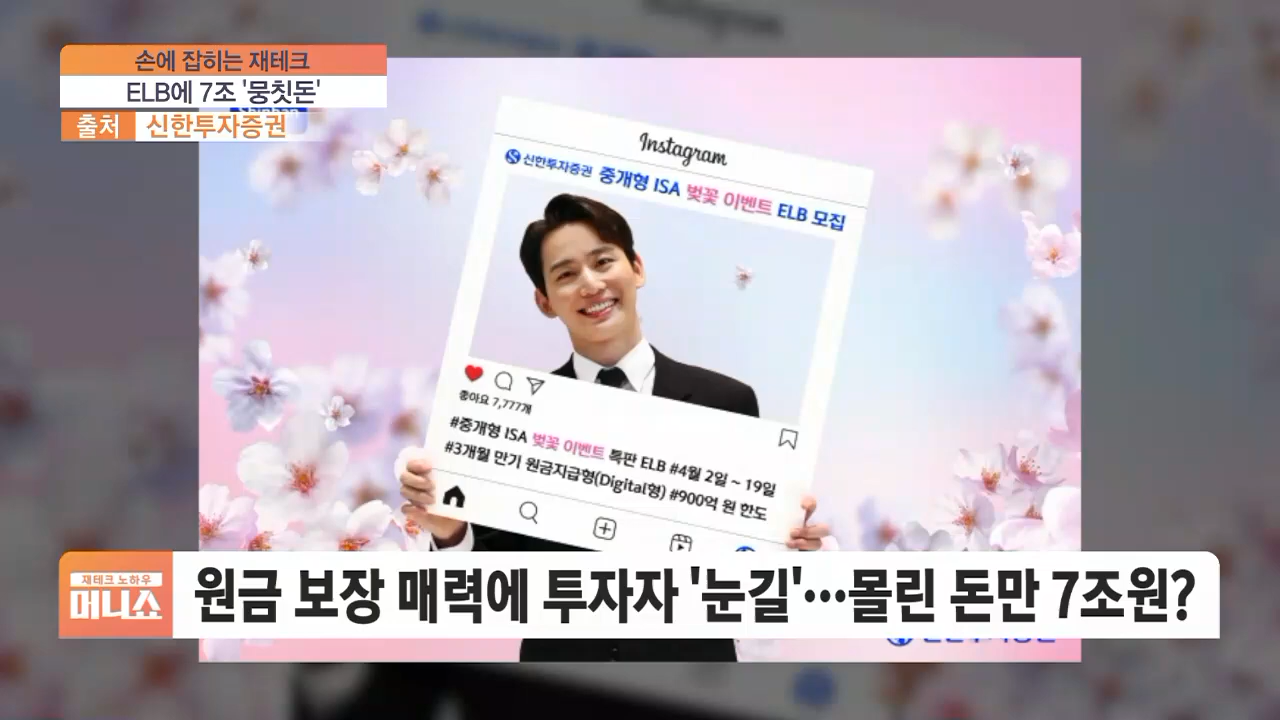 손에 잡히는 재테크
ELB에 7조 '뭉칫돈'
출처 신한투자증권
Instagram
신한투자증권 중개형 ISA 벚꽃 이벤트 ELB 모집
좋아요 7,777개
#중개형 ISA 벚꽃 이벤트 특판 ELB #4월 2일 ~ 19일
#3개월 만기 원금지급형(Digital형) #900억 원 한도
재테크 노하우
머니쇼
원금 보장 매력에 투자자 '눈길'…몰린 돈만 7조원?